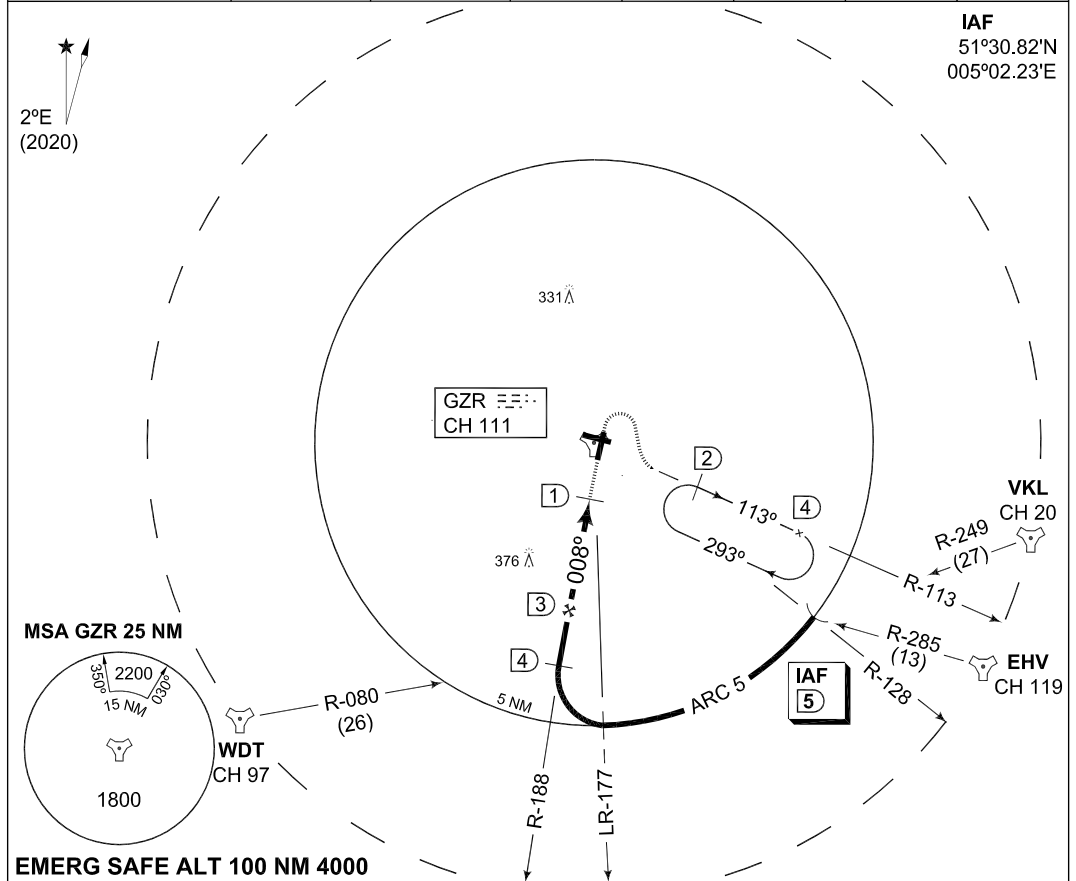 IAF
51º30.82'N
005º02.23'E
2ºE
(2020)
331
GZR
CH 111
1
2
113º
4
293º
376
008º
3
4
VKL
CH 20
R-249
(27)
R-113
R-285
(13)
EHV
CH 119
R-128
IAF
5
ARC 5
5 NM
R-188
LR-177
MSA GZR 25 NM
350º
2200
030º
15 NM
1800
R-080
(26)
WDT
CH 97
EMERG SAFE ALT 100 NM 4000